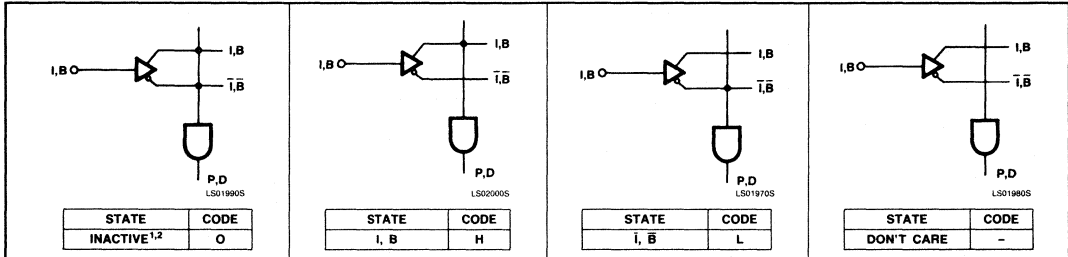 I,B
I,B
I̅,B̅
P,D
LS01990S
STATE CODE
INACTIVE1,2 O
I,B
I,B
I̅,B̅
P,D
LS02000S
STATE CODE
I, B H
I,B
I,B
I̅,B̅
P,D
LS01970S
STATE CODE
I̅, B̅ L
I,B
I,B
I̅,B̅
P,D
LS01980S
STATE CODE
DON'T CARE –